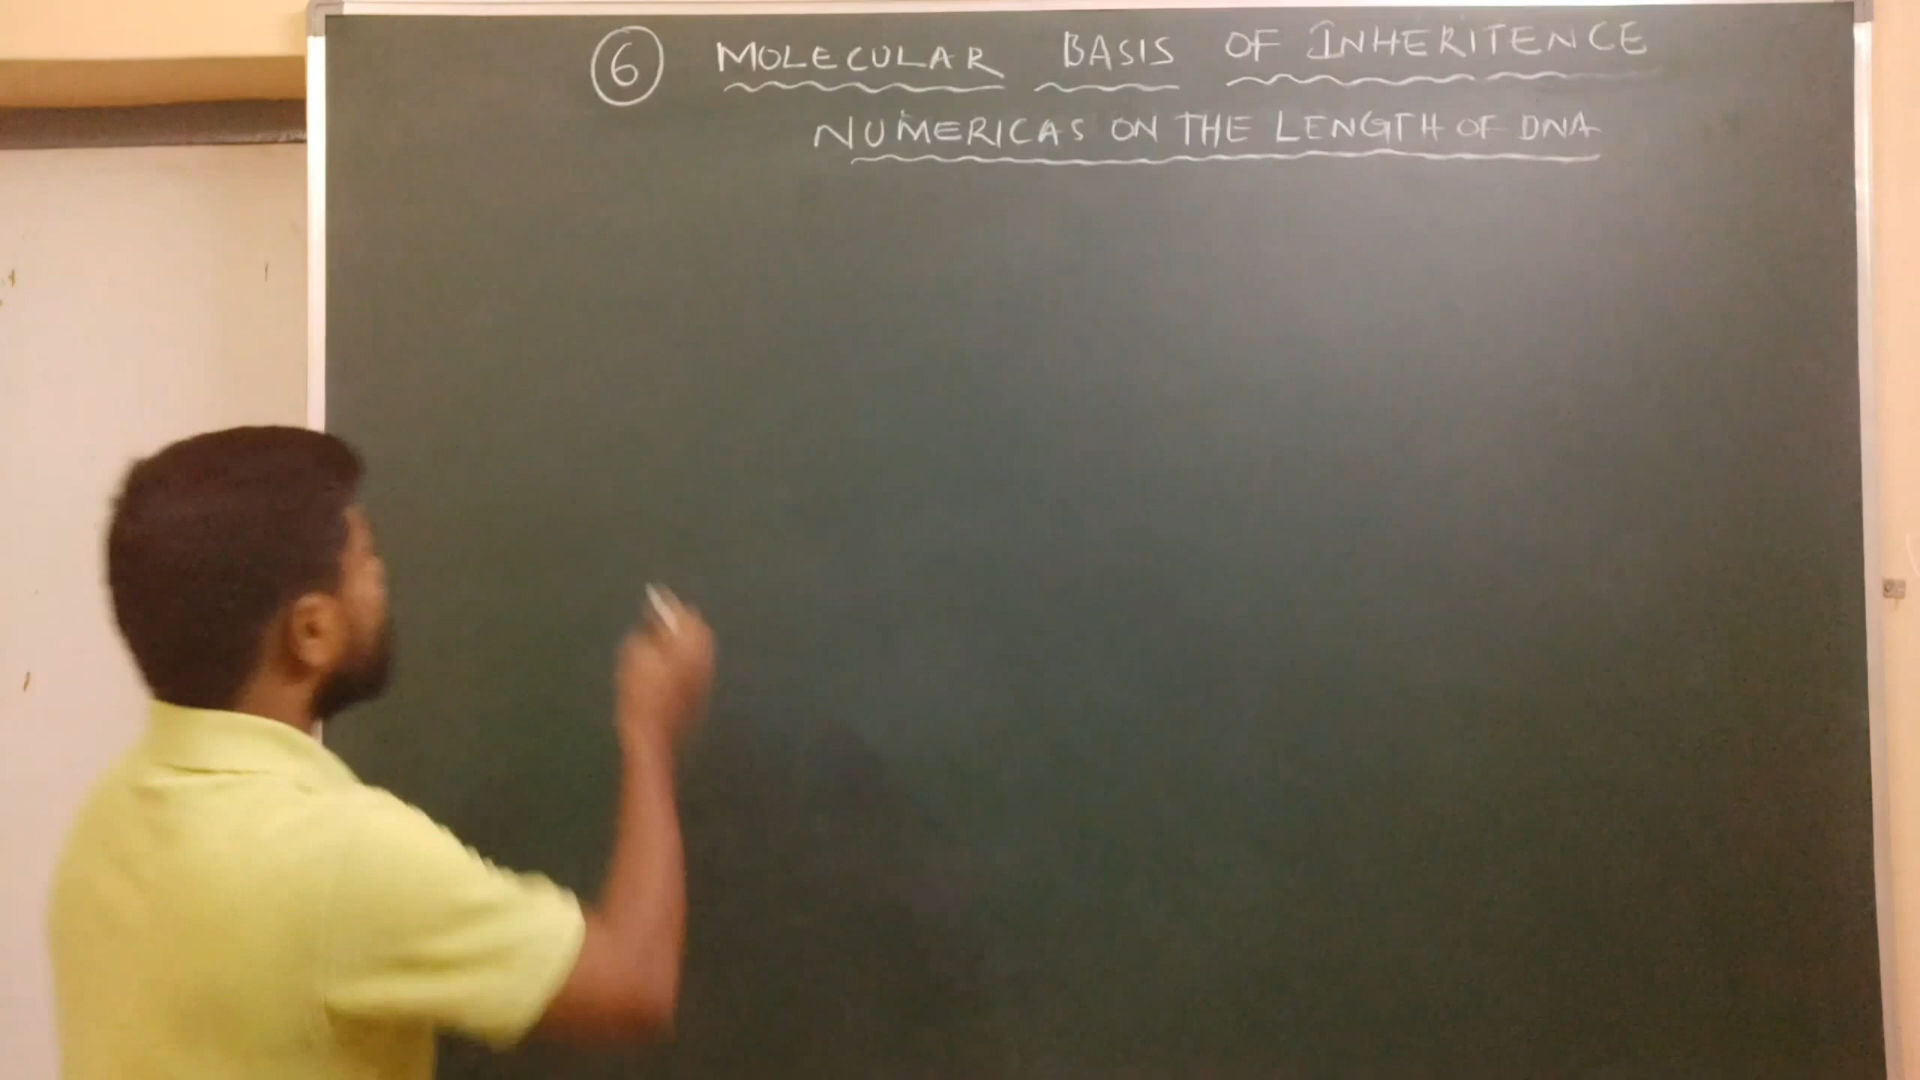 6 MOLECULAR BASIS OF INHERITENCE
NUMERICAS ON THE LENGTH OF DNA